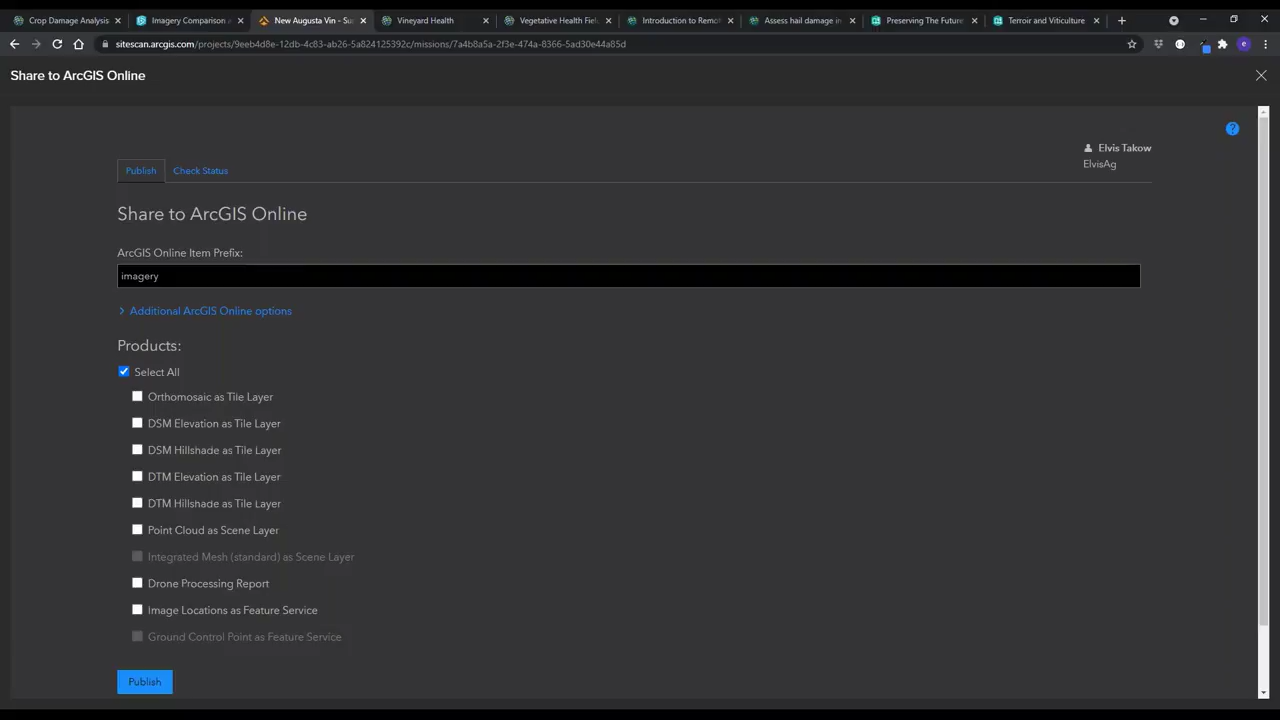 Crop Damage Analysis
Imagery Comparison a
New Augusta Vin - Su
Vineyard Health
Vegetative Health Fiel
Introduction to Remo
Assess hail damage in
Preserving The Future
Terroir and Viticulture
sitescan.arcgis.com/projects/9eeb4d8e-12db-4c83-ab26-5a824125392c/missions/7a4b8a5a-2f3e-474a-8366-5ad30e44a85d
Share to ArcGIS Online
Elvis Takow
ElvisAg
Publish
Check Status
Share to ArcGIS Online
ArcGIS Online Item Prefix:
imagery
Additional ArcGIS Online options
Products:
Select All
Orthomosaic as Tile Layer
DSM Elevation as Tile Layer
DSM Hillshade as Tile Layer
DTM Elevation as Tile Layer
DTM Hillshade as Tile Layer
Point Cloud as Scene Layer
Integrated Mesh (standard) as Scene Layer
Drone Processing Report
Image Locations as Feature Service
Ground Control Point as Feature Service
Publish